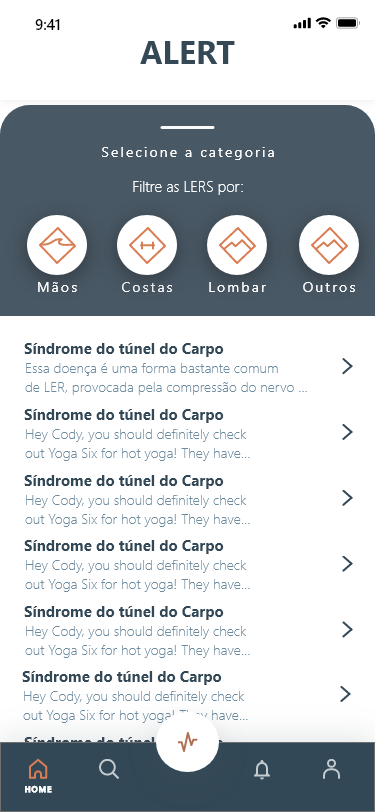 9:41
ALERT
Selecione a categoria
Filtre as LERS por:
Mãos Costas Lombar Outros
Síndrome do túnel do Carpo
Essa doença é uma forma bastante comum
de LER, provocada pela compressão do nervo ...
Síndrome do túnel do Carpo
Hey Cody, you should definitely check
out Yoga Six for hot yoga! They have...
Síndrome do túnel do Carpo
Hey Cody, you should definitely check
out Yoga Six for hot yoga! They have...
Síndrome do túnel do Carpo
Hey Cody, you should definitely check
out Yoga Six for hot yoga! They have...
Síndrome do túnel do Carpo
Hey Cody, you should definitely check
out Yoga Six for hot yoga! They have...
Síndrome do túnel do Carpo
Hey Cody, you should definitely check
out Yoga Six for hot yoga! They have...
Síndrome do túnel
HOME